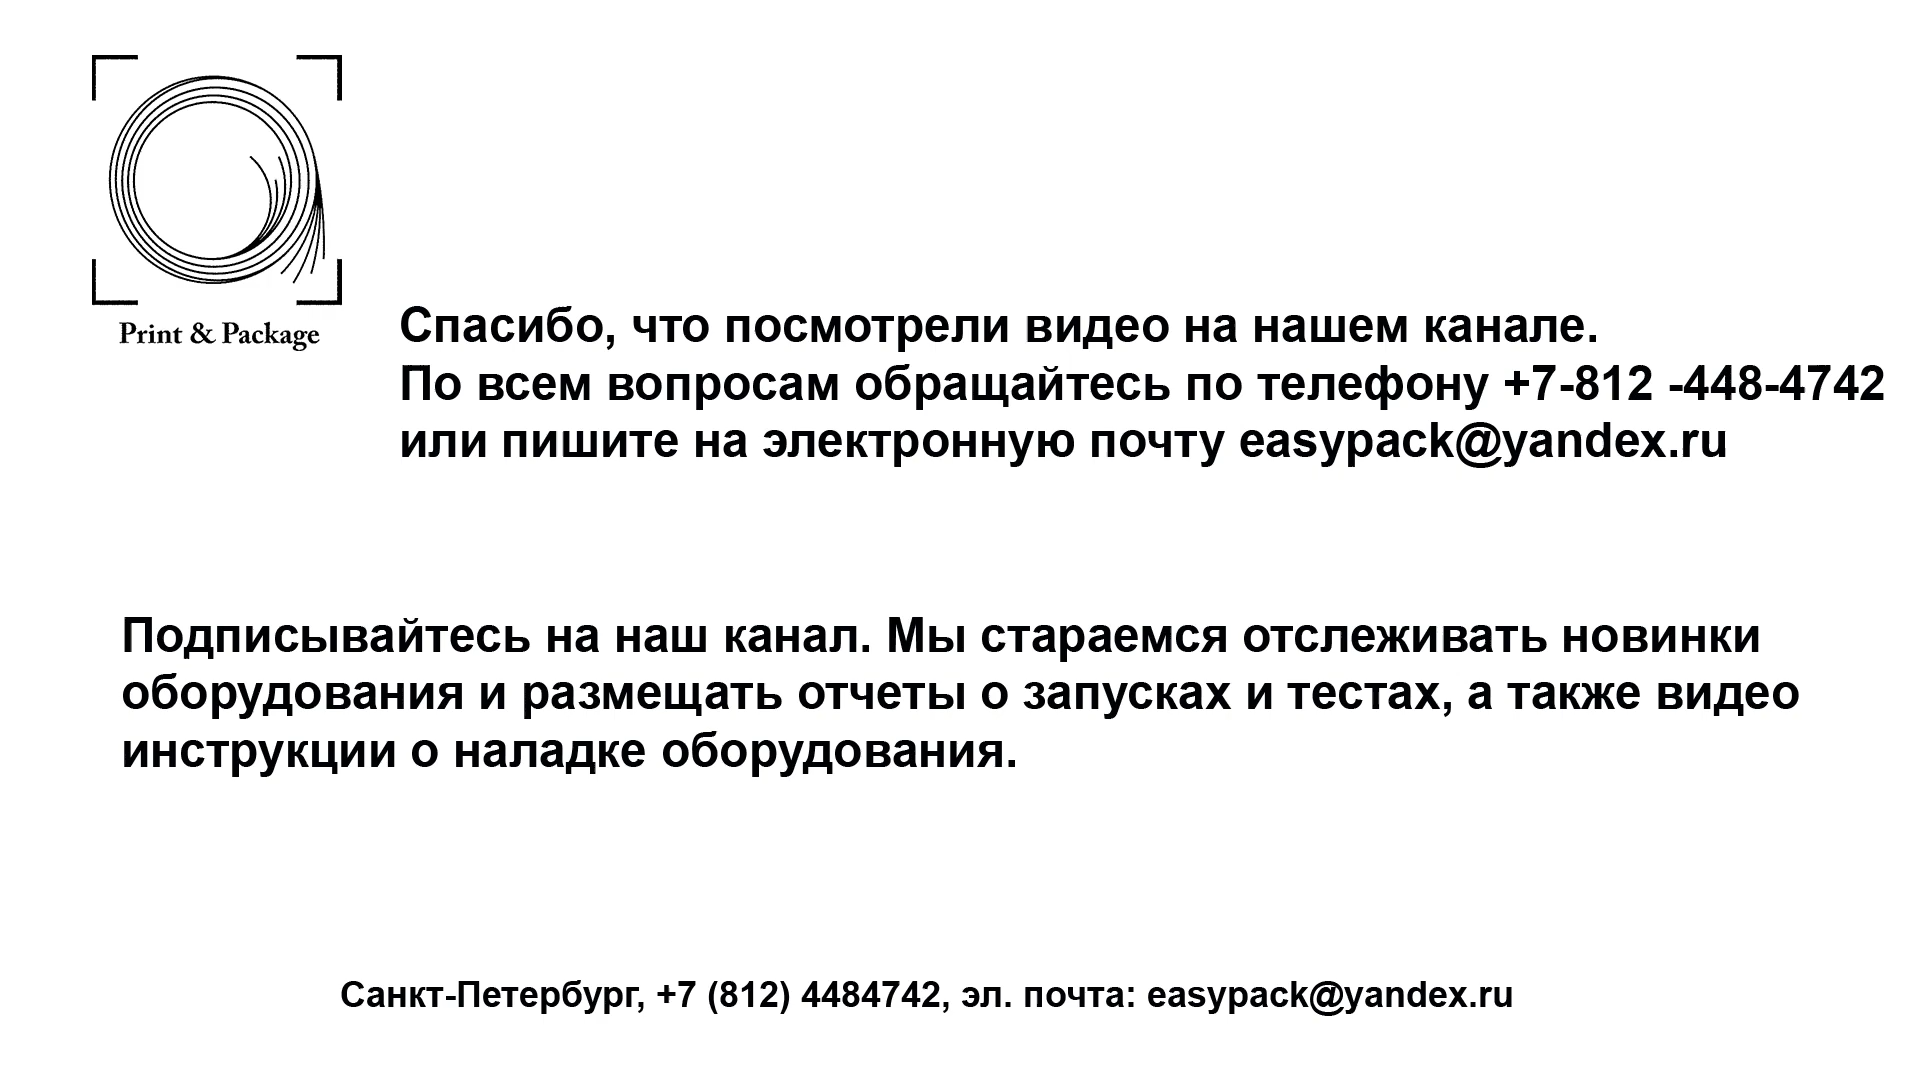 Print & Package
Спасибо, что посмотрели видео на нашем канале.
По всем вопросам обращайтесь по телефону +7-812 -448-4742
или пишите на электронную почту easypack@yandex.ru
Подписывайтесь на наш канал. Мы стараемся отслеживать новинки
оборудования и размещать отчеты о запусках и тестах, а также видео
инструкции о наладке оборудования.
Санкт-Петербург, +7 (812) 4484742, эл. почта: easypack@yandex.ru